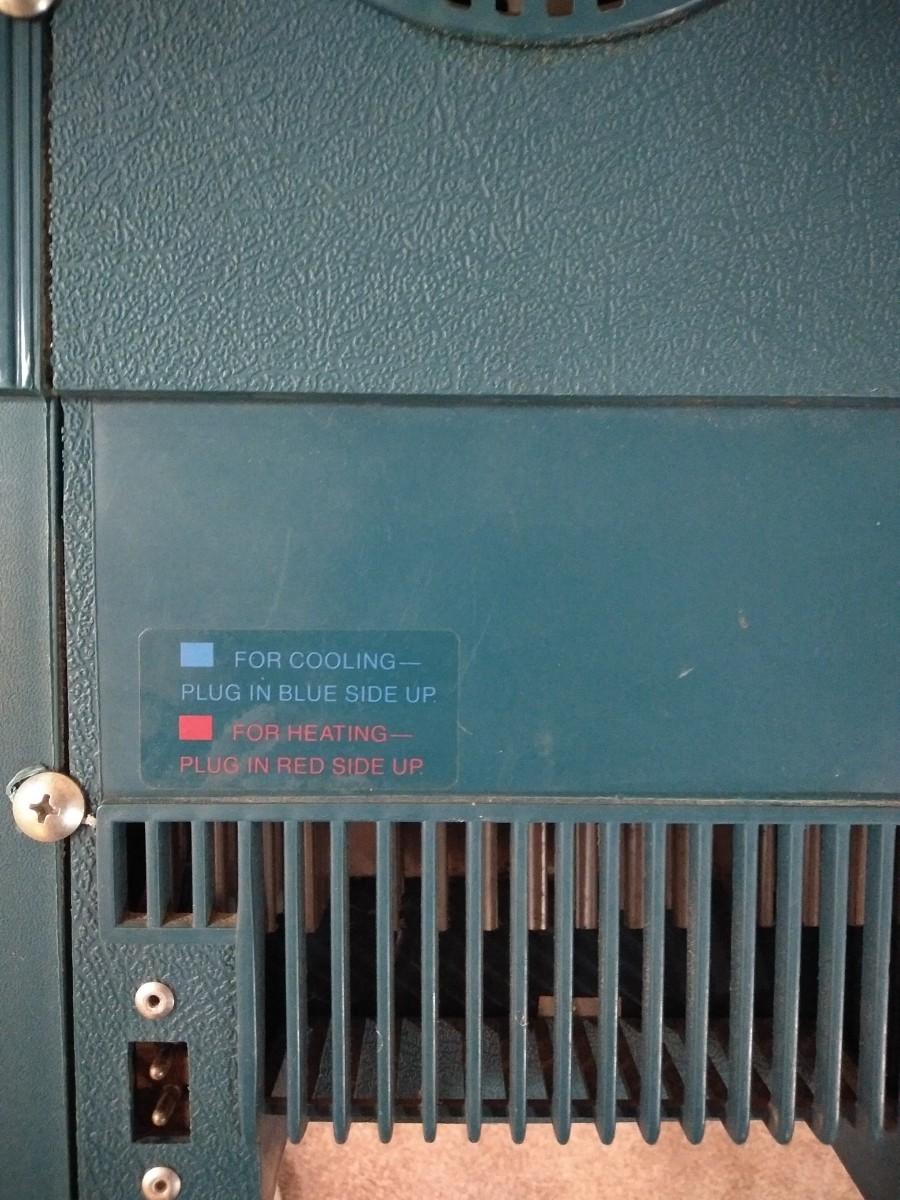 FOR COOLING—
PLUG IN BLUE SIDE UP.
FOR HEATING—
PLUG IN RED SIDE UP.